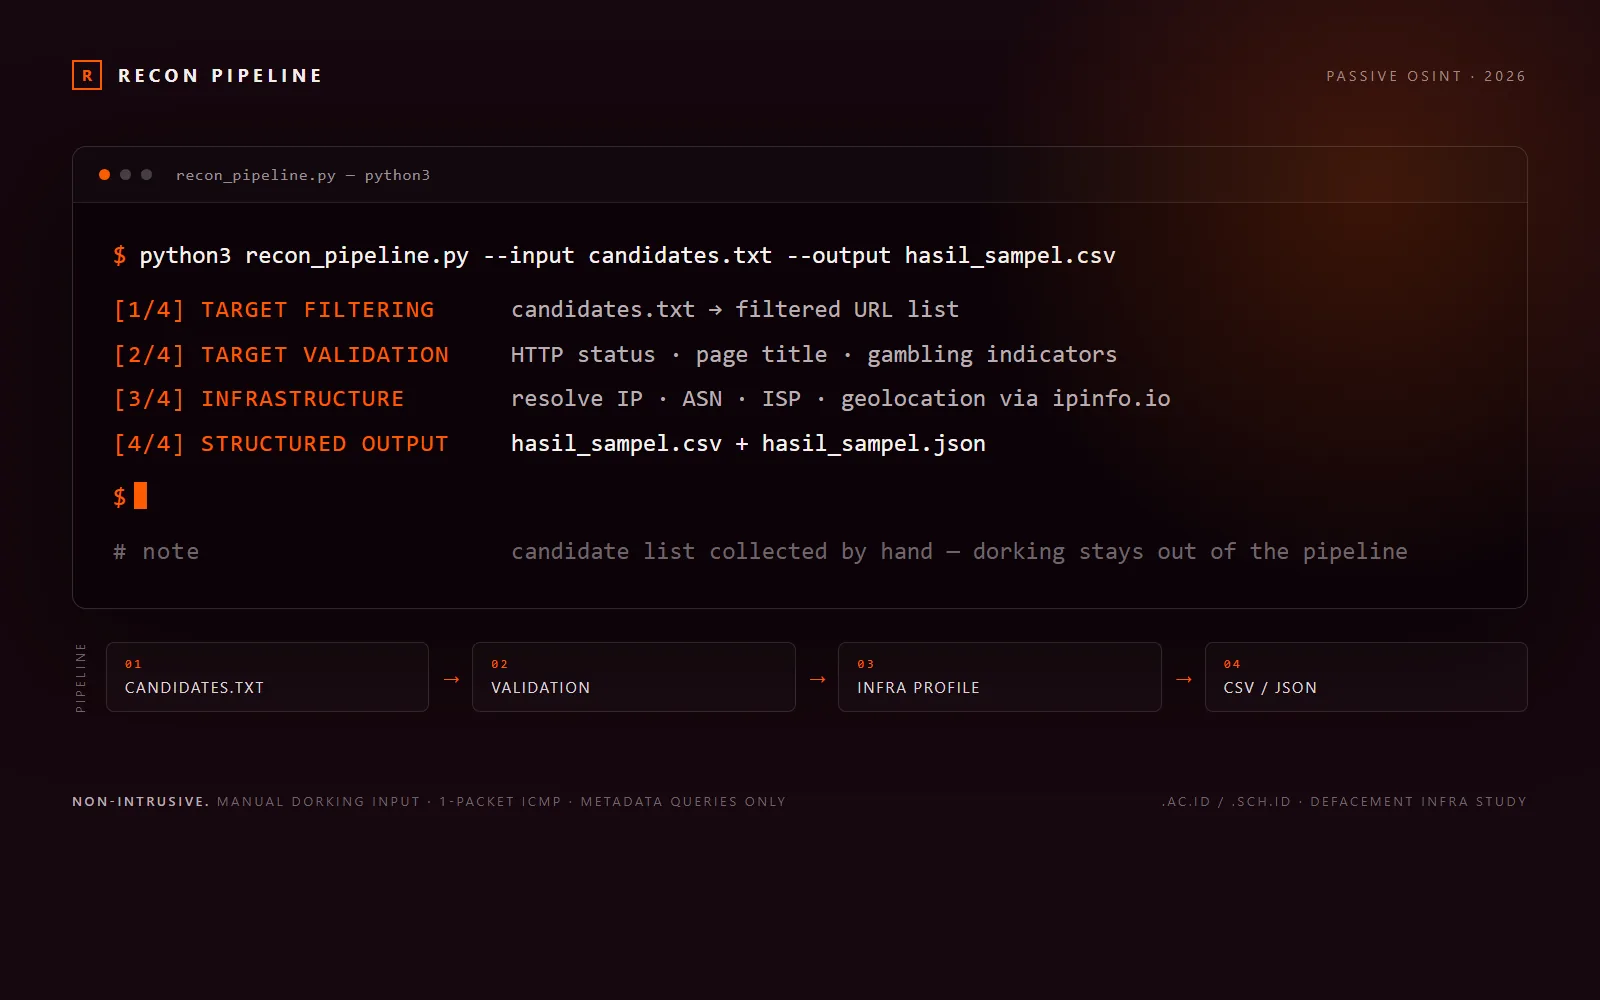 R RECON PIPELINE
PASSIVE OSINT · 2026
recon_pipeline.py — python3
$ python3 recon_pipeline.py --input candidates.txt --output hasil_sampel.csv
[1/4] TARGET FILTERING candidates.txt → filtered URL list
[2/4] TARGET VALIDATION HTTP status · page title · gambling indicators
[3/4] INFRASTRUCTURE resolve IP · ASN · ISP · geolocation via ipinfo.io
[4/4] STRUCTURED OUTPUT hasil_sampel.csv + hasil_sampel.json
$
# note candidate list collected by hand — dorking stays out of the pipeline
PIPELINE
01
CANDIDATES.TXT
→
02
VALIDATION
→
03
INFRA PROFILE
→
04
CSV / JSON
NON-INTRUSIVE. MANUAL DORKING INPUT · 1-PACKET ICMP · METADATA QUERIES ONLY
.AC.ID / .SCH.ID · DEFACEMENT INFRA STUDY